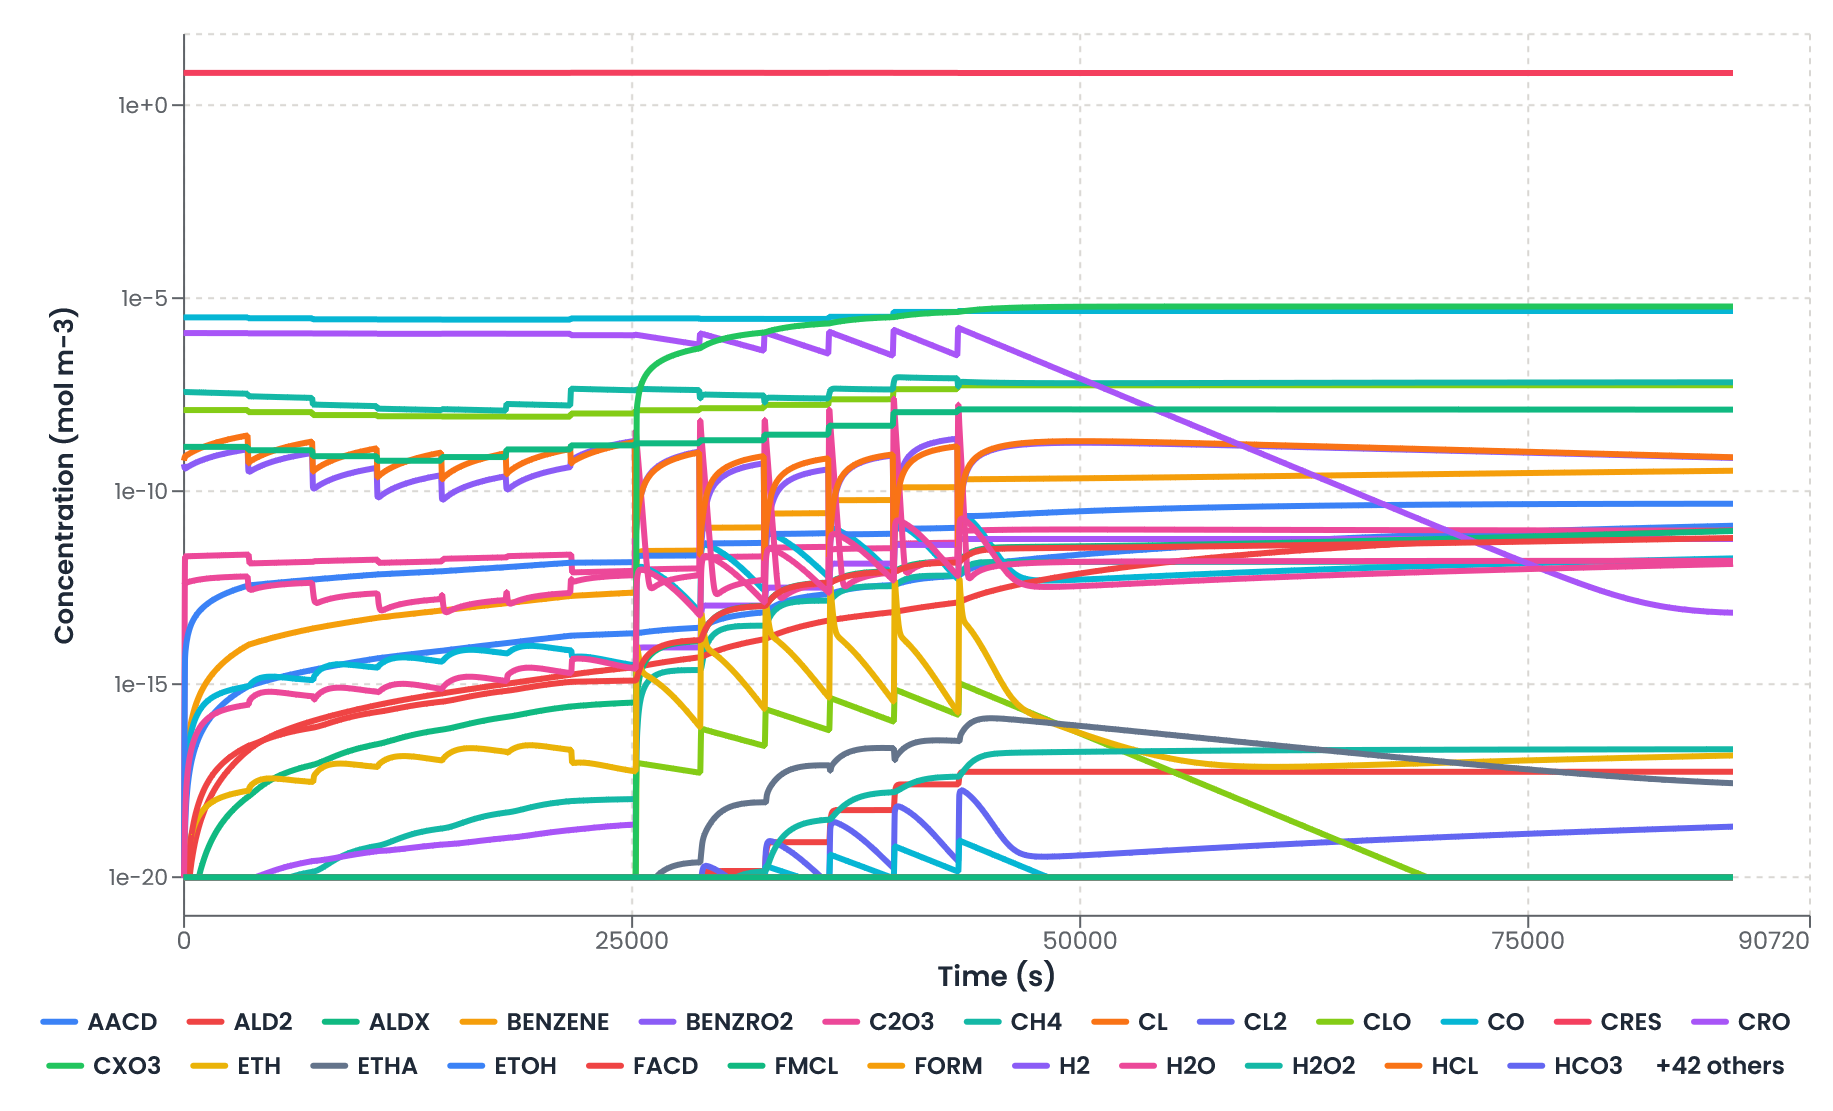 Concentration (mol m-3)
1e+0
1e-5
1e-10
1e-15
1e-20
0 25000 50000 75000 90720
Time (s)
AACD ALD2 ALDX BENZENE BENZRO2 C2O3 CH4 CL CL2 CLO CO CRES CRO
CXO3 ETH ETHA ETOH FACD FMCL FORM H2 H2O H2O2 HCL HCO3 +42 others